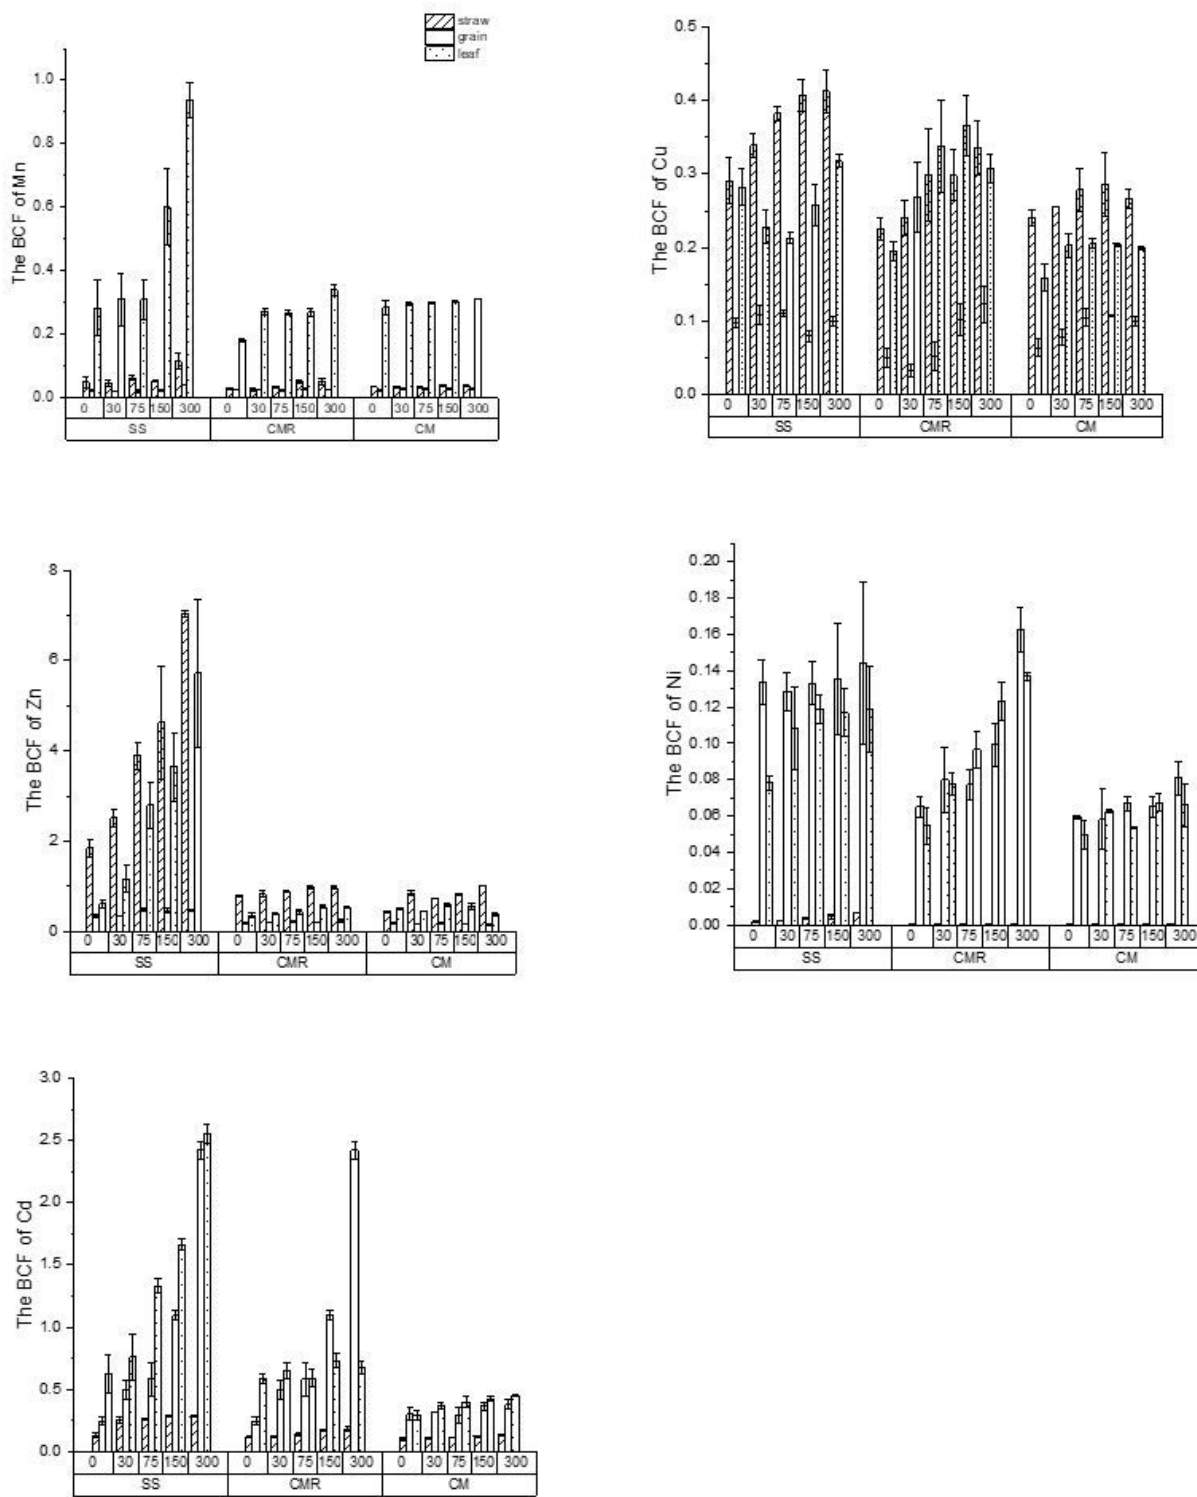 straw
grain
leaf
The BCF of Mn
1.0
0.8
0.6
0.4
0.2
0.0
0 30 75 150 300 0 30 75 150 300 0 30 75 150 300
SS CMR CM
The BCF of Cu
0.5
0.4
0.3
0.2
0.1
0.0
0 30 75 150 300 0 30 75 150 300 0 30 75 150 300
SS CMR CM
The BCF of Zn
8
6
4
2
0
0 30 75 150 300 0 30 75 150 300 0 30 75 150 300
SS CMR CM
The BCF of Ni
0.20
0.18
0.16
0.14
0.12
0.10
0.08
0.06
0.04
0.02
0.00
0 30 75 150 300 0 30 75 150 300 0 30 75 150 300
SS CMR CM
The BCF of Cd
3.0
2.5
2.0
1.5
1.0
0.5
0.0
0 30 75 150 300 0 30 75 150 300 0 30 75 150 300
SS CMR CM